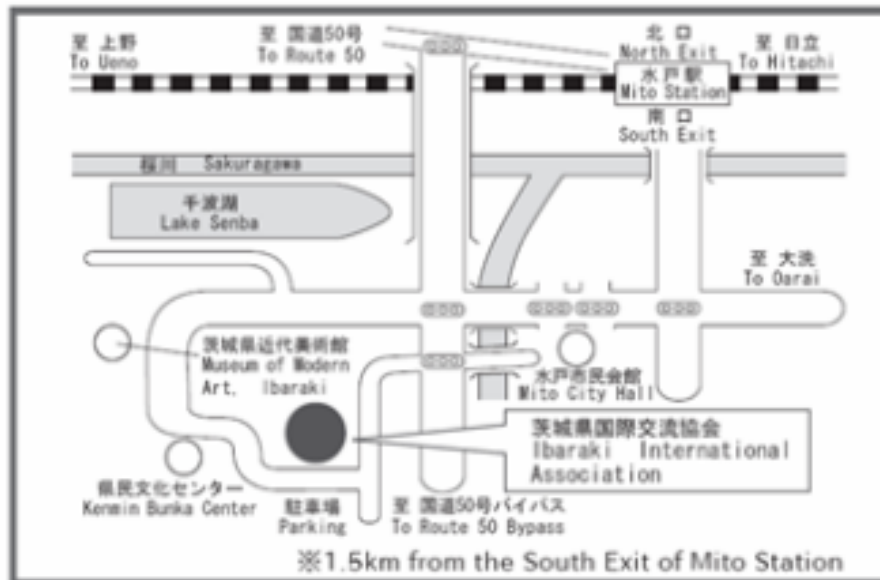 至 上野
To Ueno
至 国道50号
To Route 50
北 口
North Exit
至 日立
To Hitachi
水戸駅
Mito Station
南 口
South Exit
桜川 Sakuragawa
千波湖
Lake Senba
至 大洗
To Oarai
茨城県近代美術館
Museum of Modern
Art, Ibaraki
水戸市民会館
Mito City Hall
茨城県国際交流協会
Ibaraki International
Association
県民文化センター
Kenmin Bunka Center
駐車場
Parking
至 国道50号バイパス
To Route 50 Bypass
※1.5km from the South Exit of Mito Station